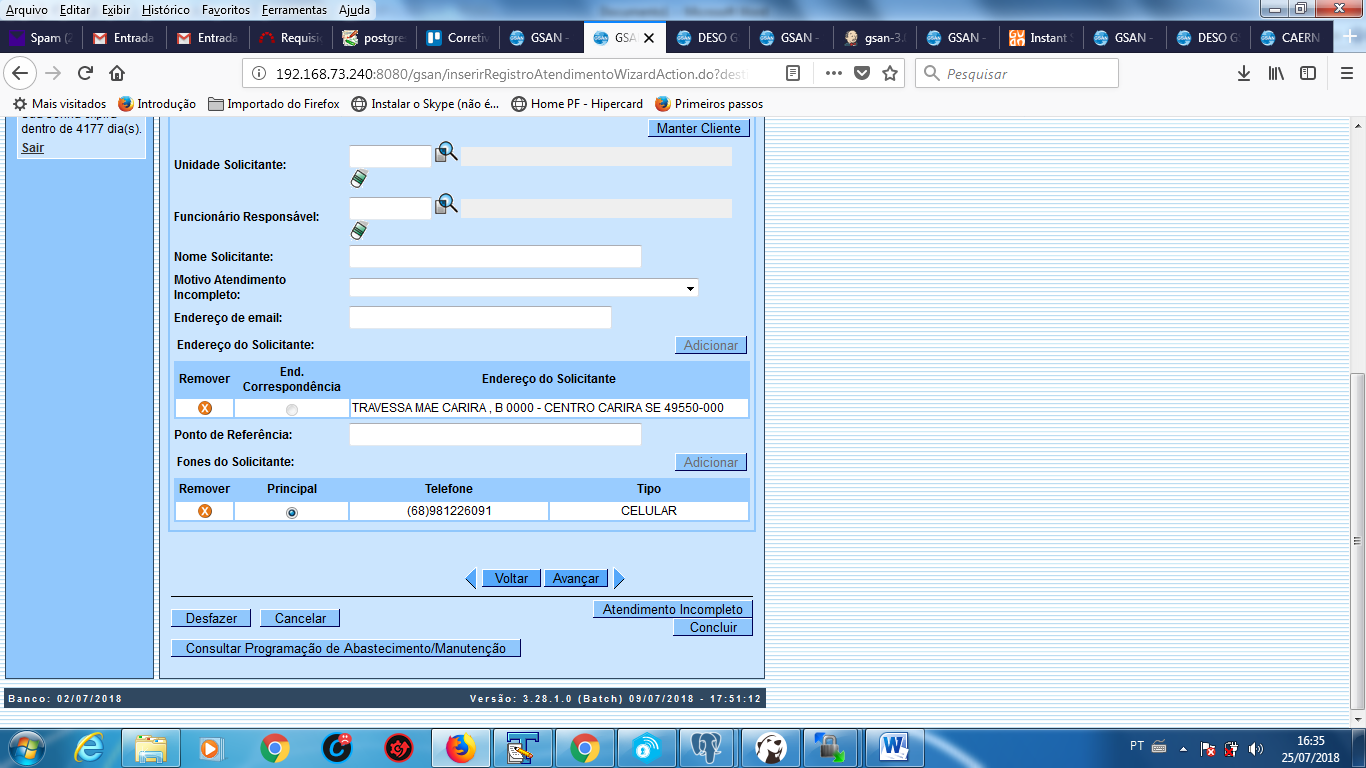 Arquivo Editar Exibir Histórico Favoritos Ferramentas Ajuda
Spam (2 Entrada Entrada Requisiç postgre Corretiv GSAN - GSA DESO G GSAN - gsan-3. GSAN - Instant S GSAN - DESO GS CAERN
192.168.73.240:8080/gsan/inserirRegistroAtendimentoWizardAction.do?dest
Pesquisar
Mais visitados Introdução Importado do Firefox Instalar o Skype (não é... Home PF - Hipercard Primeiros passos
dentro de 4177 dia(s).
Sair
Manter Cliente
Unidade Solicitante:
Funcionário Responsável:
Nome Solicitante:
Motivo Atendimento
Incompleto:
Endereço de email:
Endereço do Solicitante: Adicionar
Remover End. Correspondência Endereço do Solicitante
TRAVESSA MAE CARIRA , B 0000 - CENTRO CARIRA SE 49550-000
Ponto de Referência:
Fones do Solicitante: Adicionar
Remover Principal Telefone Tipo
(68)981226091 CELULAR
Voltar Avançar
Atendimento Incompleto
Desfazer Cancelar
Concluir
Consultar Programação de Abastecimento/Manutenção
Banco: 02/07/2018 Versão: 3.28.1.0 (Batch) 09/07/2018 - 17:51:12
PT
16:35
25/07/2018